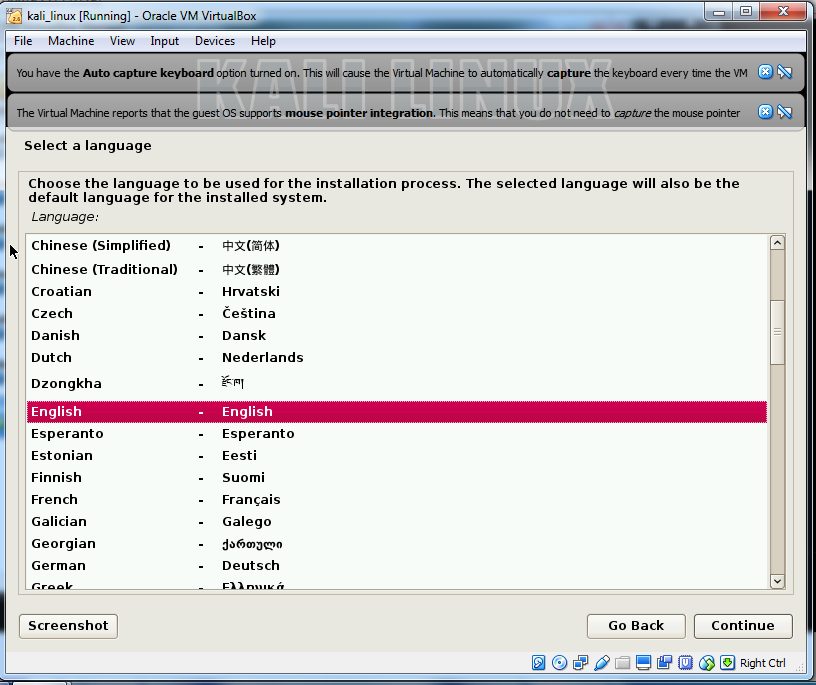 kali_linux [Running] - Oracle VM VirtualBox
File Machine View Input Devices Help
KALI LINUX
You have the Auto capture keyboard option turned on. This will cause the Virtual Machine to automatically capture the keyboard every time the VM
The Virtual Machine reports that the guest OS supports mouse pointer integration. This means that you do not need to capture the mouse pointer
Select a language
Choose the language to be used for the installation process. The selected language will also be the
default language for the installed system.
Language:
Chinese (Simplified) - 中文(简体)
Chinese (Traditional) - 中文(繁體)
Croatian - Hrvatski
Czech - Čeština
Danish - Dansk
Dutch - Nederlands
Dzongkha - རྫོང་ཁ།
English - English
Esperanto - Esperanto
Estonian - Eesti
Finnish - Suomi
French - Français
Galician - Galego
Georgian - ქართული
German - Deutsch
Greek - Ελληνικά
Screenshot Go Back Continue
Right Ctrl